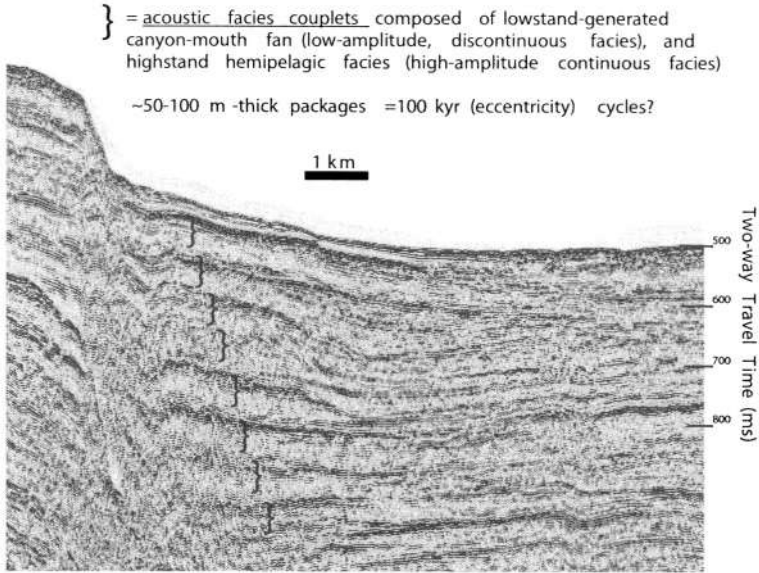 } = acoustic facies couplets composed of lowstand-generated
canyon-mouth fan (low-amplitude, discontinuous facies), and
highstand hemipelagic facies (high-amplitude continuous facies)
~50-100 m -thick packages =100 kyr (eccentricity) cycles?
1 km
500
600
700
800
Two-way Travel Time (ms)